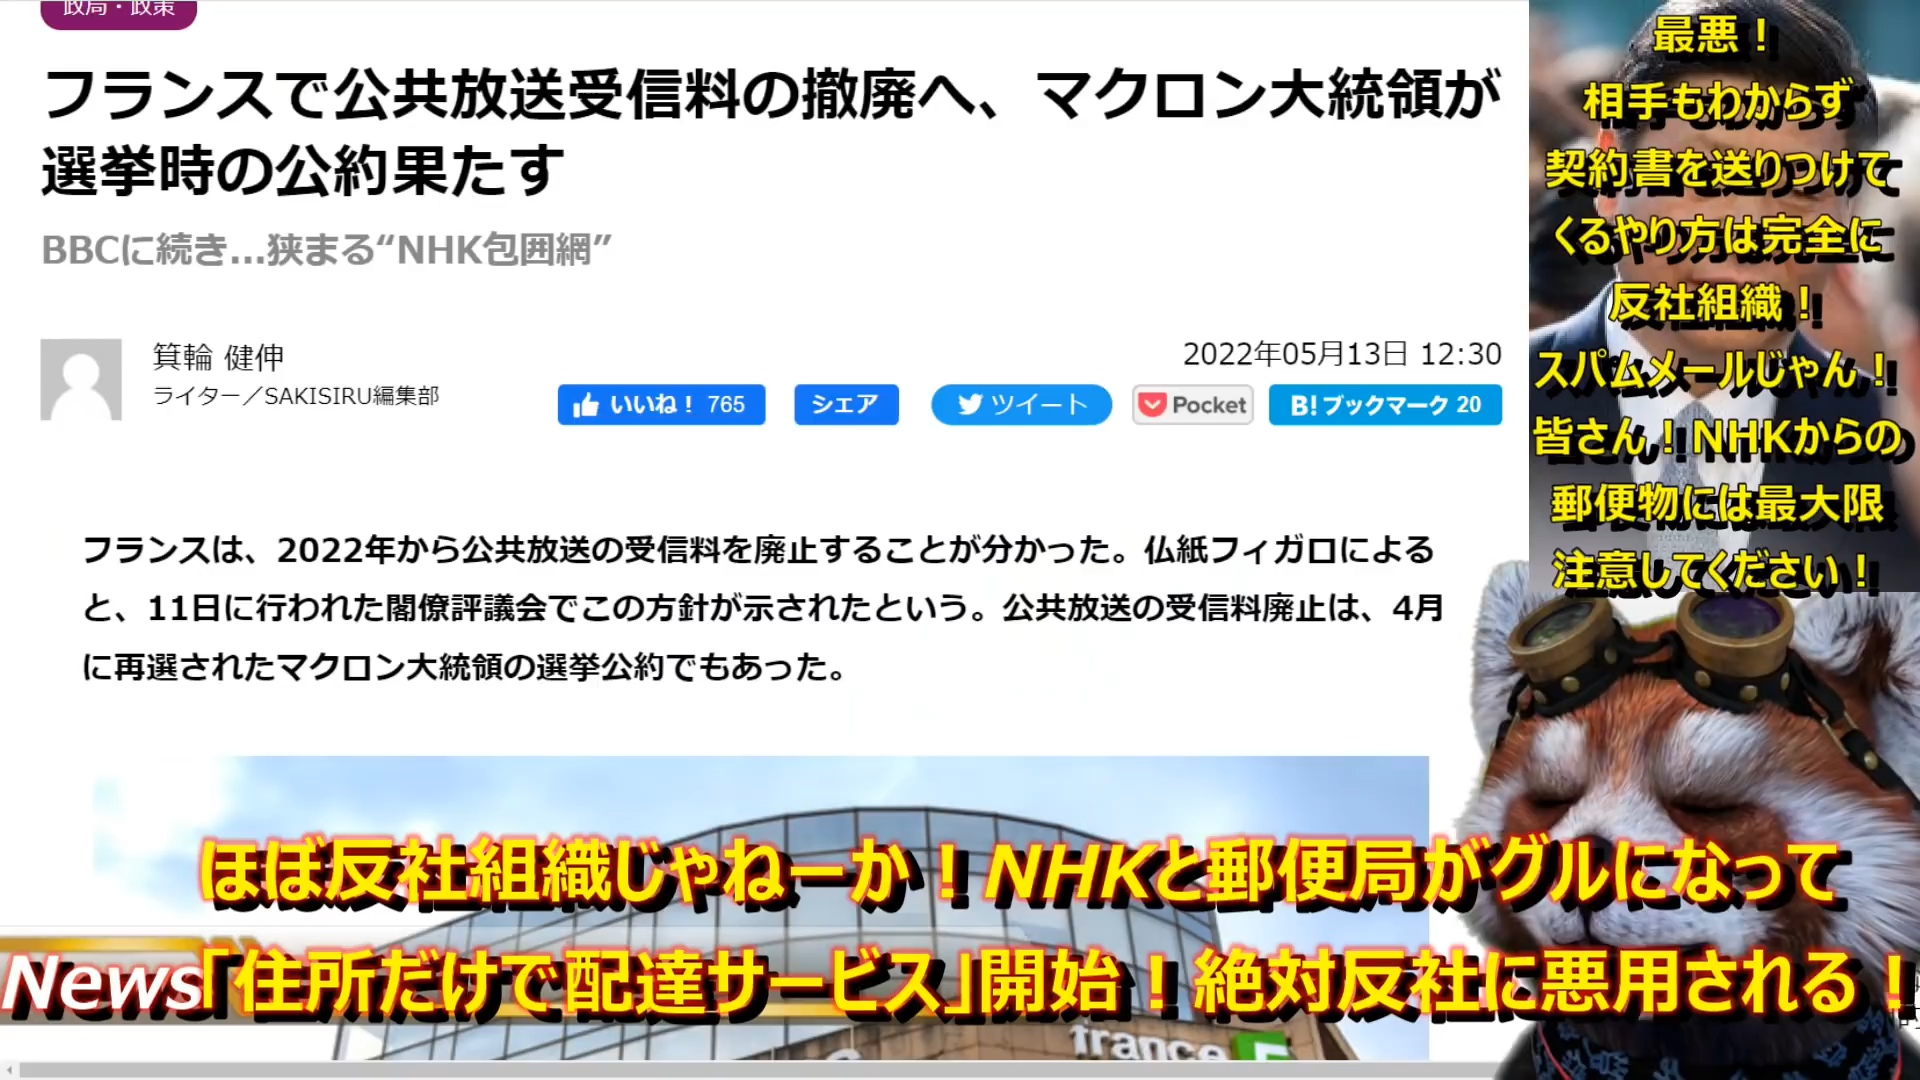 政局・政策
フランスで公共放送受信料の撤廃へ、マクロン大統領が
選挙時の公約果たす
BBCに続き...狭まる“NHK包囲網”
箕輪 健伸
ライター／SAKISIRU編集部
2022年05月13日 12:30
いいね！ 765
シェア
ツイート
Pocket
B!ブックマーク 20
フランスは、2022年から公共放送の受信料を廃止することが分かった。仏紙フィガロによる
と、11日に行われた閣僚評議会でこの方針が示されたという。公共放送の受信料廃止は、4月
に再選されたマクロン大統領の選挙公約でもあった。
最悪！
相手もわからず
契約書を送りつけて
くるやり方は完全に
反社組織！
スパムメールじゃん！
皆さん！NHKからの
郵便物には最大限
注意してください！
ほぼ反社組織じゃねーか！NHKと郵便局がグルになって
News
「住所だけで配達サービス」開始！絶対反社に悪用される！
france